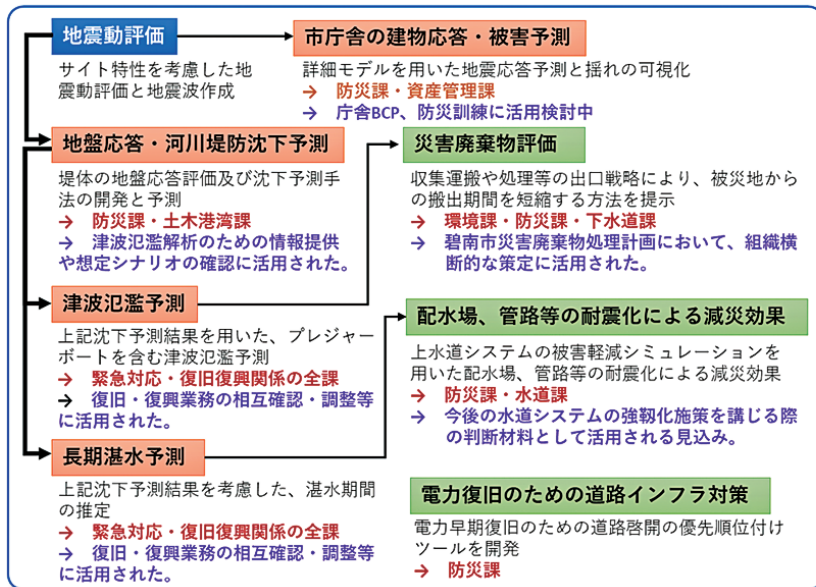 地震動評価
サイト特性を考慮した地
震動評価と地震波作成
市庁舎の建物応答・被害予測
詳細モデルを用いた地震応答予測と揺れの可視化
→ 防災課・資産管理課
→ 庁舎BCP、防災訓練に活用検討中
地盤応答・河川堤防沈下予測
堤体の地盤応答評価及び沈下予測手
法の開発と予測
→ 防災課・土木港湾課
→ 津波氾濫解析のための情報提供
や想定シナリオの確認に活用された。
災害廃棄物評価
収集運搬や処理等の出口戦略により、被災地から
の搬出期間を短縮する方法を提示
→ 環境課・防災課・下水道課
→ 碧南市災害廃棄物処理計画において、組織横
断的な策定に活用された。
津波氾濫予測
上記沈下予測結果を用いた、プレジャー
ボートを含む津波氾濫予測
→ 緊急対応・復旧復興関係の全課
→ 復旧・復興業務の相互確認・調整等
に活用された。
配水場、管路等の耐震化による減災効果
上水道システムの被害軽減シミュレーションを
用いた配水場、管路等の耐震化による減災効果
→ 防災課・水道課
→ 今後の水道システムの強靱化施策を講じる際
の判断材料として活用される見込み。
長期湛水予測
上記沈下予測結果を考慮した、湛水期間
の推定
→ 緊急対応・復旧復興関係の全課
→ 復旧・復興業務の相互確認・調整等
に活用された。
電力復旧のための道路インフラ対策
電力早期復旧のための道路啓開の優先順位付け
ツールを開発
→ 防災課